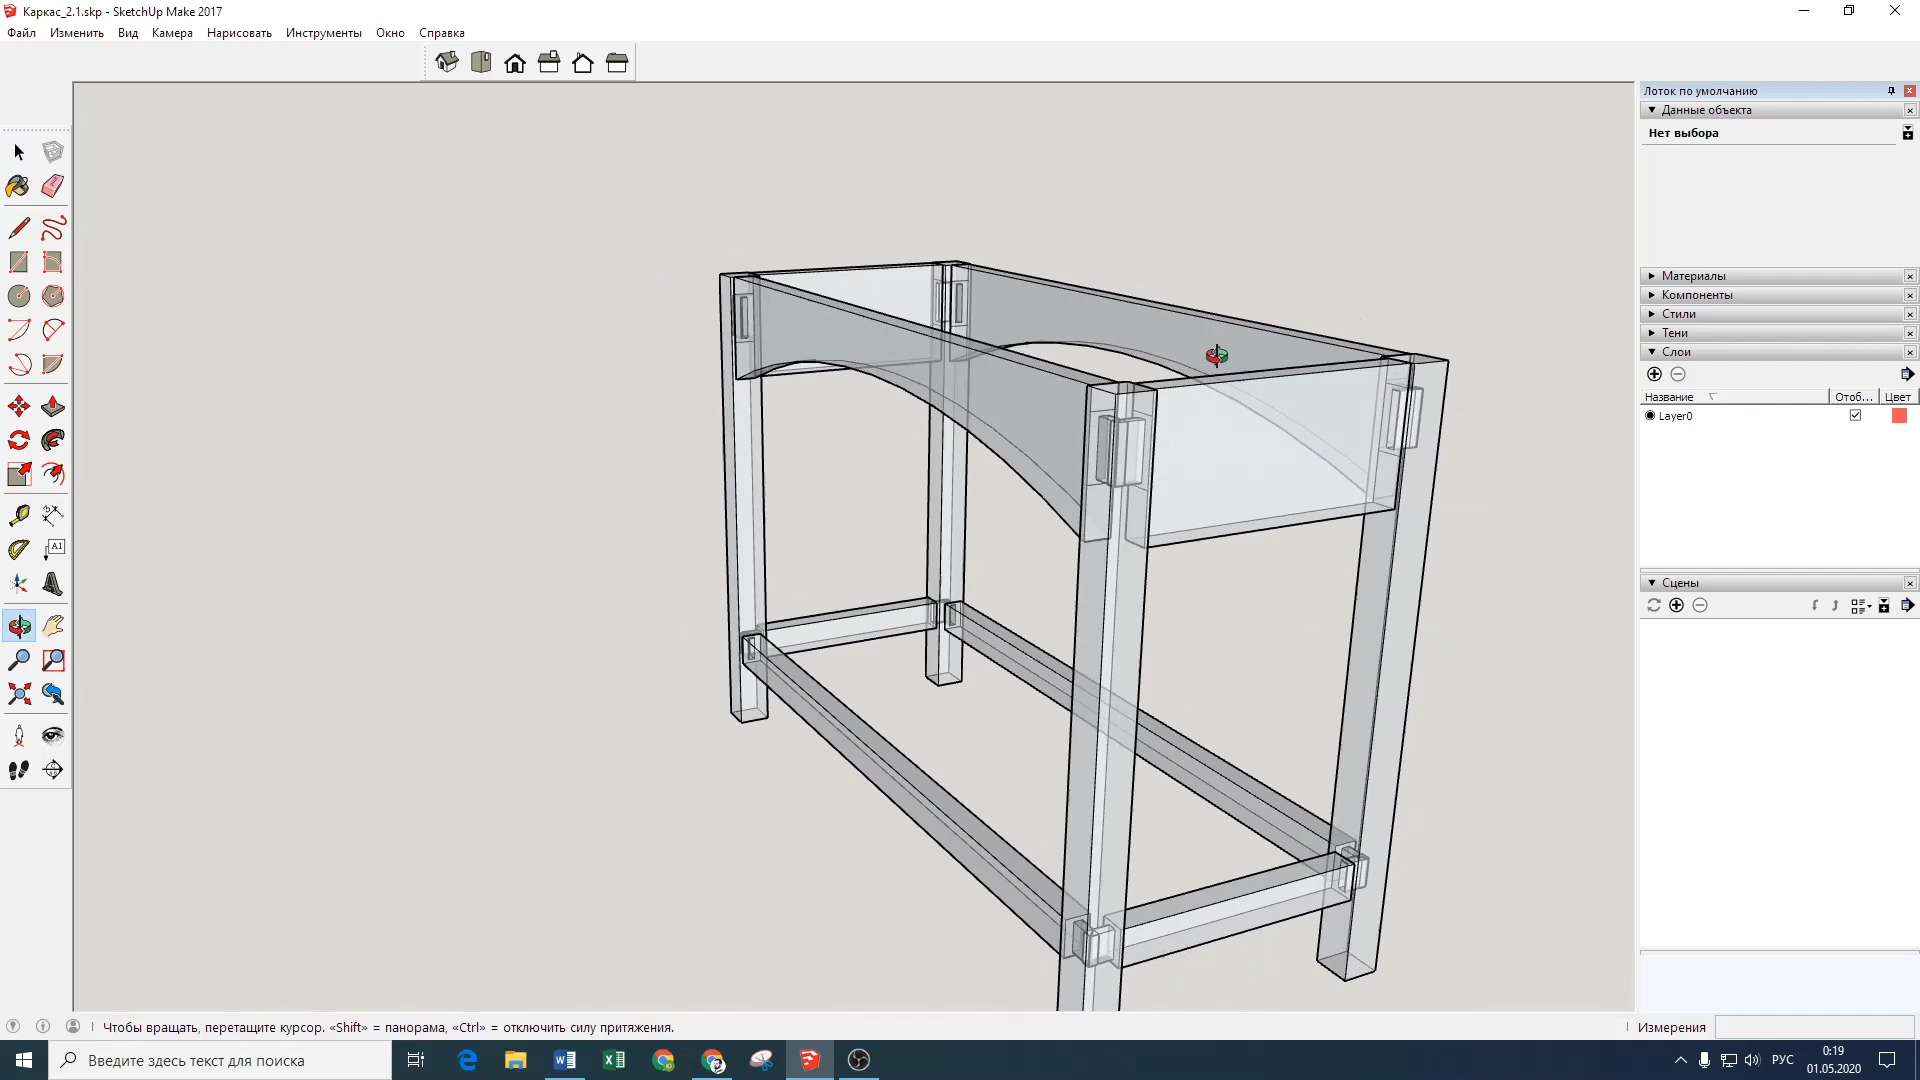 Каркас_2.1.skp - SketchUp Make 2017
Файл Изменить Вид Камера Нарисовать Инструменты Окно Справка
Лоток по умолчанию
Данные объекта
Нет выбора
Материалы
Компоненты
Стили
Тени
Слои
Название Отоб... Цвет
Layer0
Сцены
A1
Чтобы вращать, перетащите курсор. «Shift» = панорама, «Ctrl» = отключить силу притяжения.
Измерения
Введите здесь текст для поиска
РУС
0:19
01.05.2020